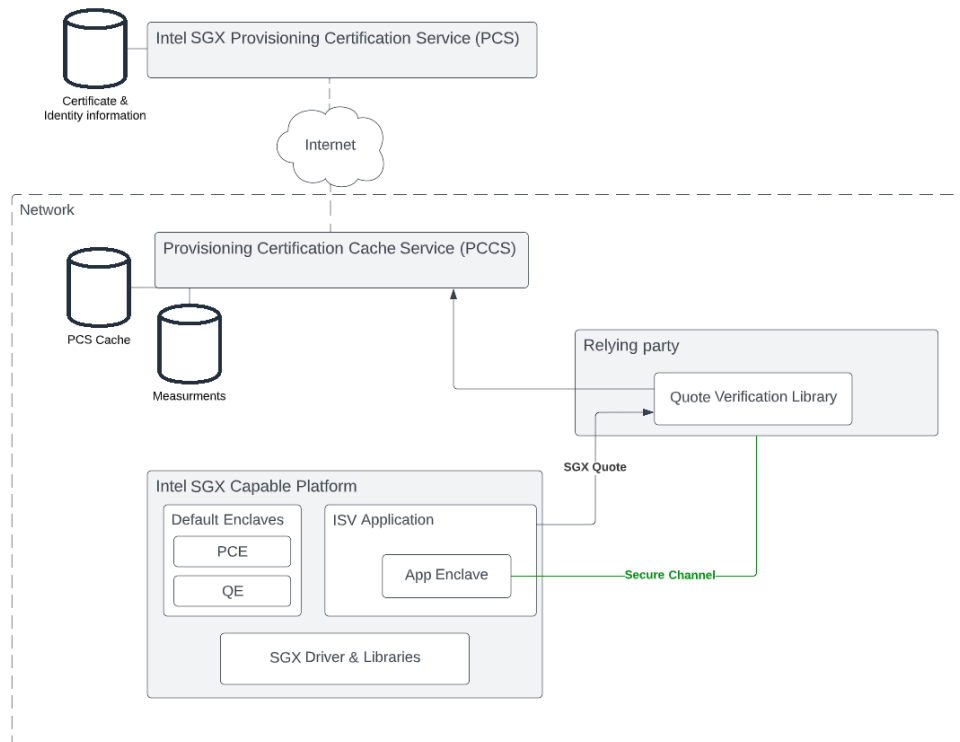 Intel SGX Provisioning Certification Service (PCS)
Certificate &
Identity information
Internet
Network
Provisioning Certification Cache Service (PCCS)
PCS Cache
Measurments
Relying party
Quote Verification Library
SGX Quote
Intel SGX Capable Platform
Default Enclaves
PCE
QE
ISV Application
App Enclave
Secure Channel
SGX Driver & Libraries